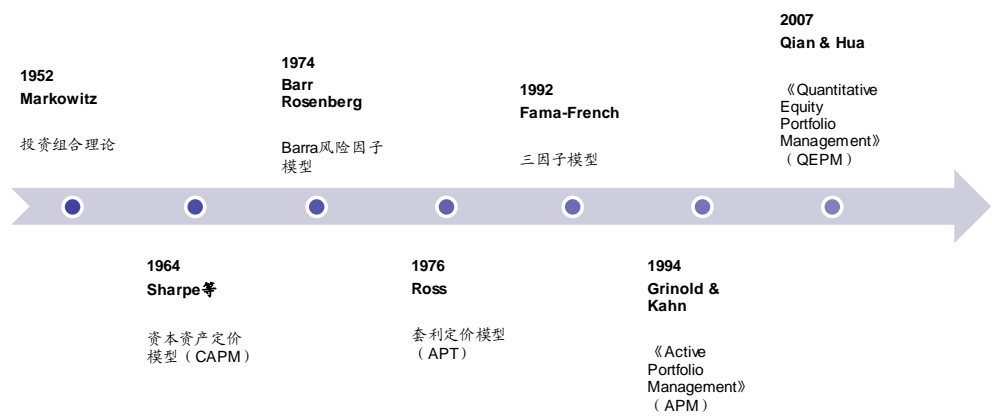 1952
Markowitz
投资组合理论
1964
Sharpe等
资本资产定价
模型（CAPM）
1974
Barr
Rosenberg
Barra风险因子
模型
1976
Ross
套利定价模型
（APT）
1992
Fama-French
三因子模型
1994
Grinold &
Kahn
《Active
Portfolio
Management》
（APM）
2007
Qian & Hua
《Quantitative
Equity
Portfolio
Management》
（QEPM）